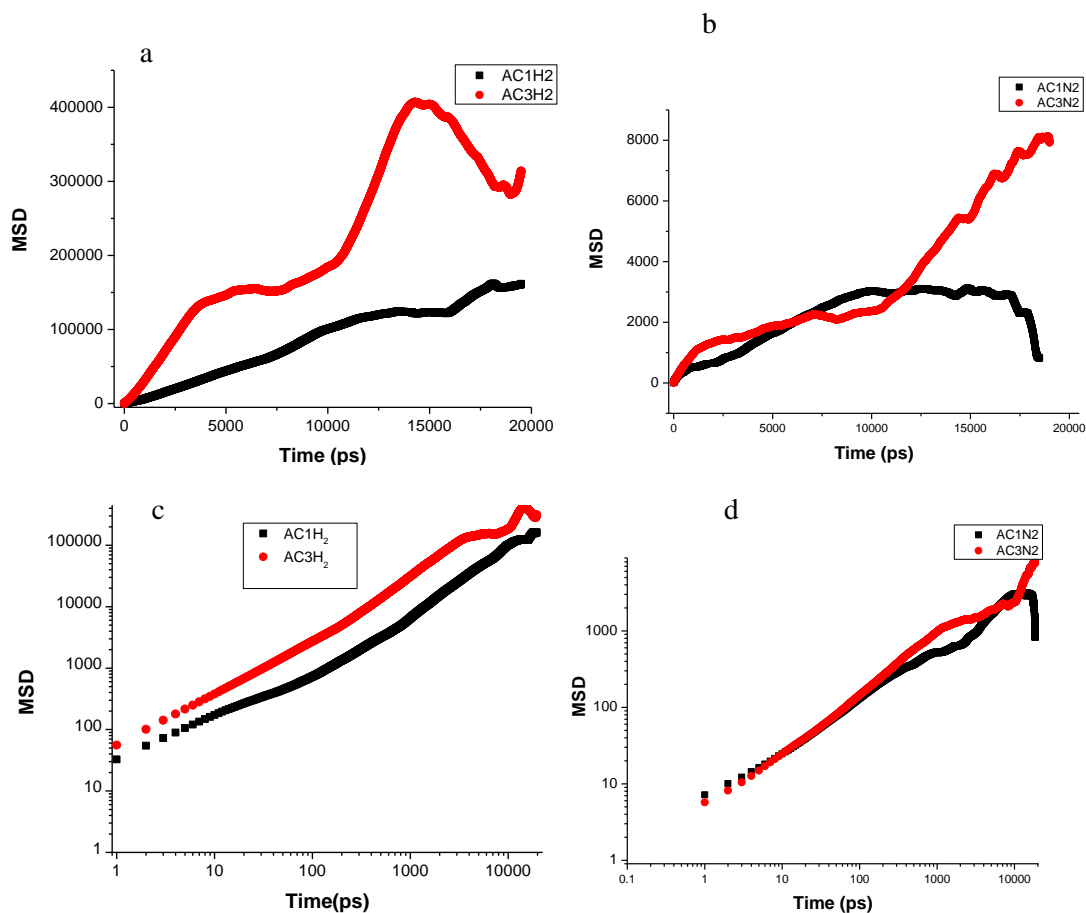 a
AC1H2
AC3H2
400000
300000
200000
100000
0
MSD
0 5000 10000 15000 20000
Time (ps)
b
AC1N2
AC3N2
8000
6000
4000
2000
0
MSD
0 5000 10000 15000 20000
Time (ps)
c
AC1H₂
AC3H₂
100000
10000
1000
100
10
1
MSD
1 10 100 1000 10000
Time(ps)
d
AC1N2
AC3N2
1000
100
10
1
MSD
0.1 1 10 100 1000 10000
Time (ps)